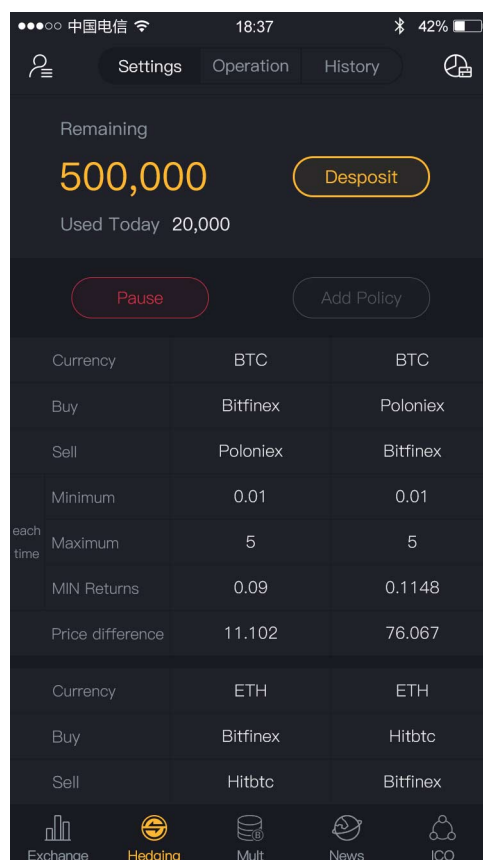 中国电信 18:37 42%
Settings Operation History
Remaining
500,000 Desposit
Used Today 20,000
Pause Add Policy
Currency BTC BTC
Buy Bitfinex Poloniex
Sell Poloniex Bitfinex
Minimum 0.01 0.01
each time
Maximum 5 5
MIN Returns 0.09 0.1148
Price difference 11.102 76.067
Currency ETH ETH
Buy Bitfinex Hitbtc
Sell Hitbtc Bitfinex
Exchange Hedging Mult News ICO